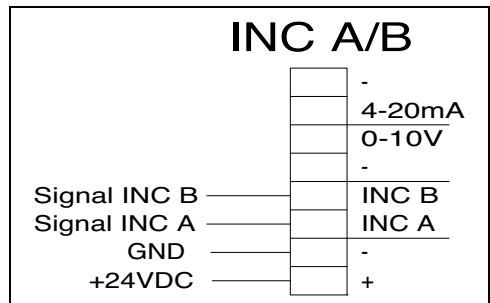 INC A/B
-
4-20mA
0-10V
-
Signal INC B INC B
Signal INC A INC A
GND -
+24VDC +